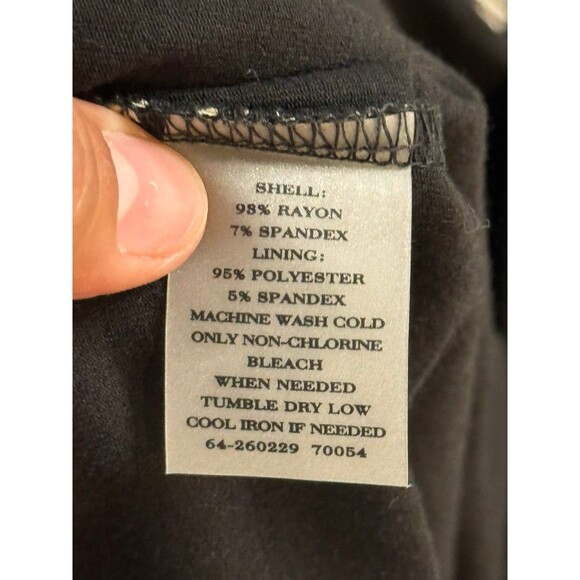 SHELL:
93% RAYON
7% SPANDEX
LINING:
95% POLYESTER
5% SPANDEX
MACHINE WASH COLD
ONLY NON-CHLORINE
BLEACH
WHEN NEEDED
TUMBLE DRY LOW
COOL IRON IF NEEDED
64-260229 70054